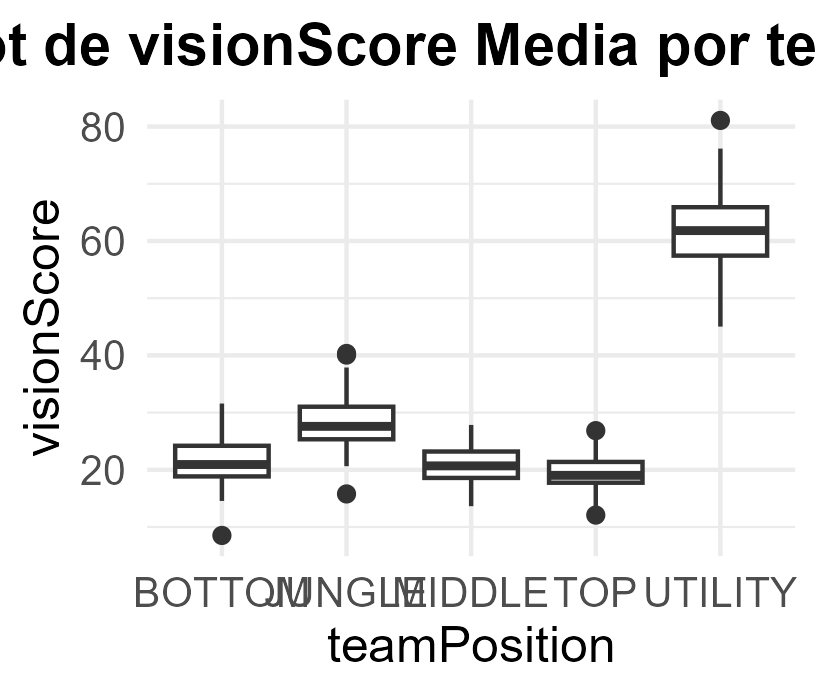 ot de visionScore Media por te
80
60
40
20
visionScore
BOTTOM JUNGLE MIDDLE TOP UTILITY
teamPosition